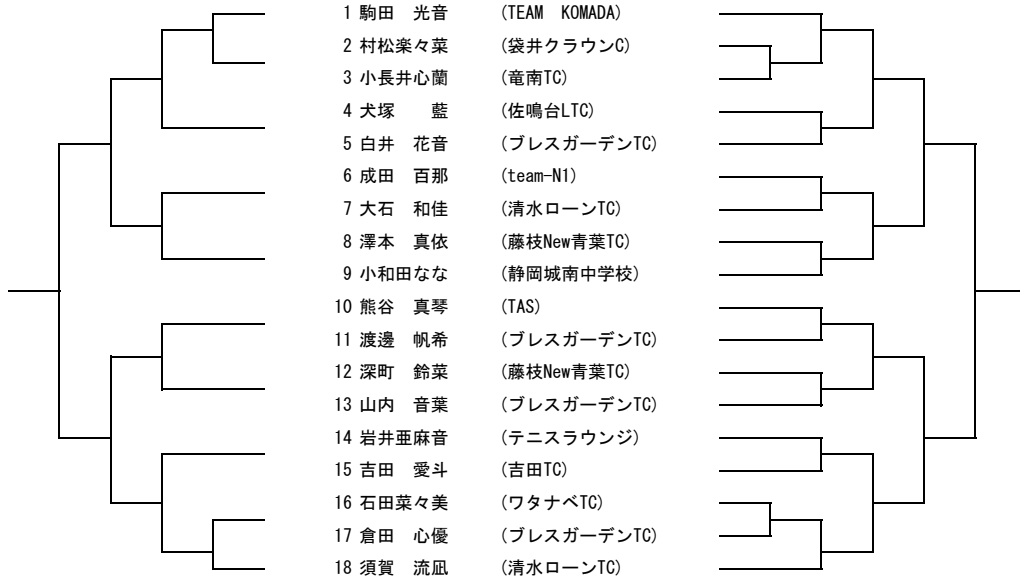 1 駒田　光音　(TEAM　KOMADA)
2 村松楽々菜　(袋井クラウンC)
3 小長井心蘭　(竜南TC)
4 犬塚　　藍　(佐鳴台LTC)
5 白井　花音　(ブレスガーデンTC)
6 成田　百那　(team-N1)
7 大石　和佳　(清水ローンTC)
8 澤本　真依　(藤枝New青葉TC)
9 小和田なな　(静岡城南中学校)
10 熊谷　真琴　(TAS)
11 渡邊　帆希　(ブレスガーデンTC)
12 深町　鈴菜　(藤枝New青葉TC)
13 山内　音葉　(ブレスガーデンTC)
14 岩井亜麻音　(テニスラウンジ)
15 吉田　愛斗　(吉田TC)
16 石田菜々美　(ワタナベTC)
17 倉田　心優　(ブレスガーデンTC)
18 須賀　流凪　(清水ローンTC)